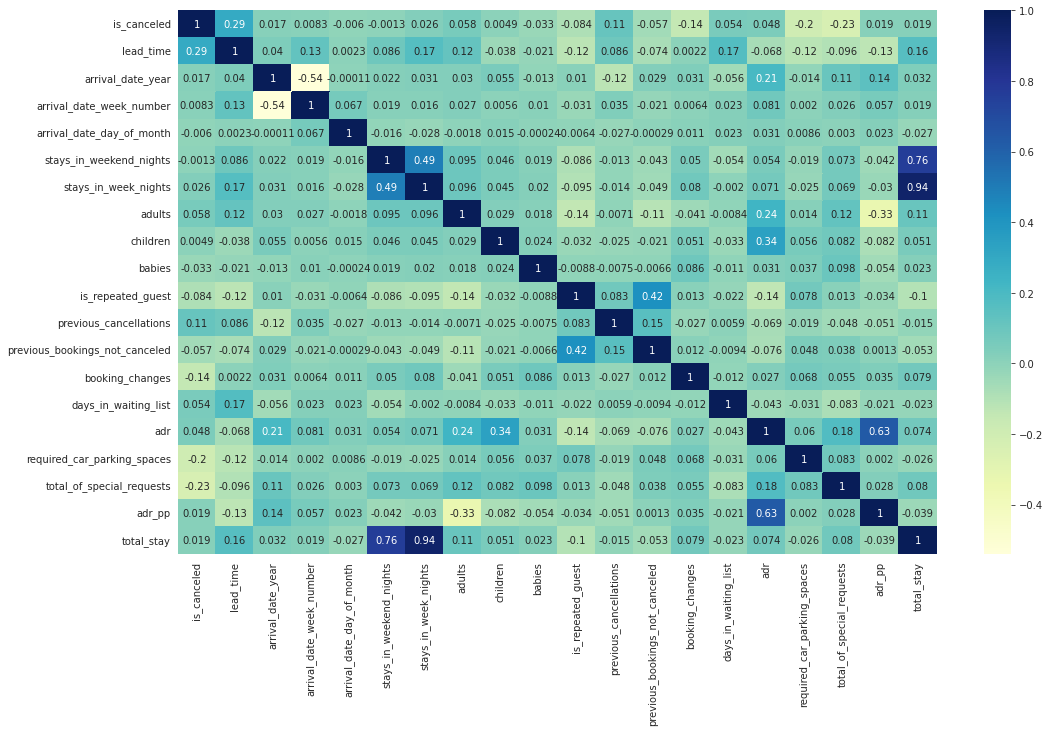 is_canceled 1 0.29 0.017 0.0083 -0.006 -0.0013 0.026 0.058 0.0049 -0.033 -0.084 0.11 -0.057 -0.14 0.054 0.048 -0.2 -0.23 0.019 0.019
lead_time 0.29 1 0.04 0.13 0.0023 0.086 0.17 0.12 -0.038 -0.021 -0.12 0.086 -0.074 0.0022 0.17 -0.068 -0.12 -0.096 -0.13 0.16
arrival_date_year 0.017 0.04 1 -0.54 -0.00011 0.022 0.031 0.03 0.055 -0.013 0.01 -0.12 0.029 0.031 -0.056 0.21 -0.014 0.11 0.14 0.032
arrival_date_week_number 0.0083 0.13 -0.54 1 0.067 0.019 0.016 0.027 0.0056 0.01 -0.031 0.035 -0.021 0.0064 0.023 0.081 0.002 0.026 0.057 0.019
arrival_date_day_of_month -0.006 0.0023 -0.00011 0.067 1 -0.016 -0.028 -0.0018 0.015 -0.00024 -0.0064 -0.027 -0.00029 0.011 0.023 0.031 0.0086 0.003 0.023 -0.027
stays_in_weekend_nights -0.0013 0.086 0.022 0.019 -0.016 1 0.49 0.095 0.046 0.019 -0.086 -0.013 -0.043 0.05 -0.054 0.054 -0.019 0.073 -0.042 0.76
stays_in_week_nights 0.026 0.17 0.031 0.016 -0.028 0.49 1 0.096 0.045 0.02 -0.095 -0.014 -0.049 0.08 -0.002 0.071 -0.025 0.069 -0.03 0.94
adults 0.058 0.12 0.03 0.027 -0.0018 0.095 0.096 1 0.029 0.018 -0.14 -0.0071 -0.11 -0.041 -0.0084 0.24 0.014 0.12 -0.33 0.11
children 0.0049 -0.038 0.055 0.0056 0.015 0.046 0.045 0.029 1 0.024 -0.032 -0.025 -0.021 0.051 -0.033 0.34 0.056 0.082 -0.082 0.051
babies -0.033 -0.021 -0.013 0.01 -0.00024 0.019 0.02 0.018 0.024 1 -0.0088 -0.0075 -0.0066 0.086 -0.011 0.031 0.037 0.098 -0.054 0.023
is_repeated_guest -0.084 -0.12 0.01 -0.031 -0.0064 -0.086 -0.095 -0.14 -0.032 -0.0088 1 0.083 0.42 0.013 -0.022 -0.14 0.078 0.013 -0.034 -0.1
previous_cancellations 0.11 0.086 -0.12 0.035 -0.027 -0.013 -0.014 -0.0071 -0.025 -0.0075 0.083 1 0.15 -0.027 0.0059 -0.069 -0.019 -0.048 -0.051 -0.015
previous_bookings_not_canceled -0.057 -0.074 0.029 -0.021 -0.00029 -0.043 -0.049 -0.11 -0.021 -0.0066 0.42 0.15 1 0.012 -0.0094 -0.076 0.048 0.038 0.0013 -0.053
booking_changes -0.14 0.0022 0.031 0.0064 0.011 0.05 0.08 -0.041 0.051 0.086 0.013 -0.027 0.012 1 -0.012 0.027 0.068 0.055 0.035 0.079
days_in_waiting_list 0.054 0.17 -0.056 0.023 0.023 -0.054 -0.002 -0.0084 -0.033 -0.011 -0.022 0.0059 -0.0094 -0.012 1 -0.043 -0.031 -0.083 -0.021 -0.023
adr 0.048 -0.068 0.21 0.081 0.031 0.054 0.071 0.24 0.34 0.031 -0.14 -0.069 -0.076 0.027 -0.043 1 0.06 0.18 0.63 0.074
required_car_parking_spaces -0.2 -0.12 -0.014 0.002 0.0086 -0.019 -0.025 0.014 0.056 0.037 0.078 -0.019 0.048 0.068 -0.031 0.06 1 0.083 0.002 -0.026
total_of_special_requests -0.23 -0.096 0.11 0.026 0.003 0.073 0.069 0.12 0.082 0.098 0.013 -0.048 0.038 0.055 -0.083 0.18 0.083 1 0.028 0.08
adr_pp 0.019 -0.13 0.14 0.057 0.023 -0.042 -0.03 -0.33 -0.082 -0.054 -0.034 -0.051 0.0013 0.035 -0.021 0.63 0.002 0.028 1 -0.039
total_stay 0.019 0.16 0.032 0.019 -0.027 0.76 0.94 0.11 0.051 0.023 -0.1 -0.015 -0.053 0.079 -0.023 0.074 -0.026 0.08 -0.039 1
is_canceled
lead_time
arrival_date_year
arrival_date_week_number
arrival_date_day_of_month
stays_in_weekend_nights
stays_in_week_nights
adults
children
babies
is_repeated_guest
previous_cancellations
previous_bookings_not_canceled
booking_changes
days_in_waiting_list
adr
required_car_parking_spaces
total_of_special_requests
adr_pp
total_stay
1.0
0.8
0.6
0.4
0.2
0.0
−0.2
−0.4